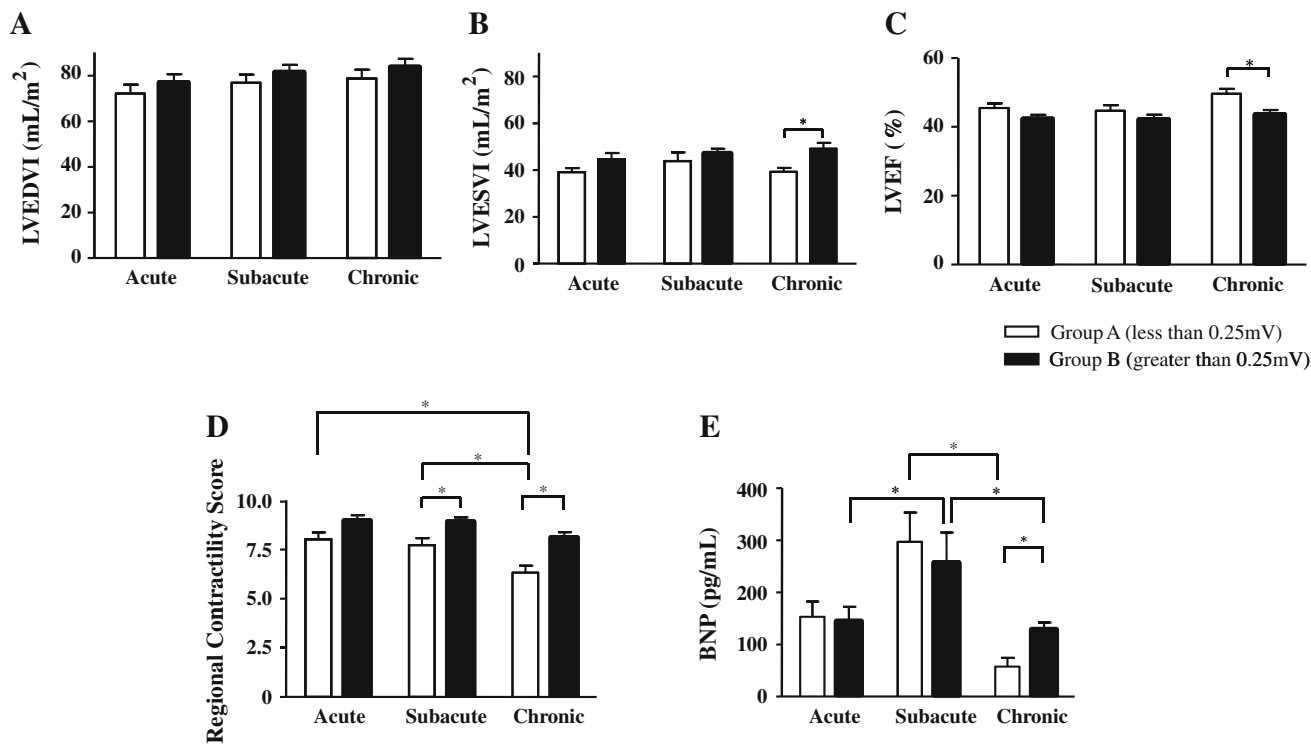 A
LVEDVI (mL/m²)
80
60
40
20
0
Acute Subacute Chronic
B
LVESVI (mL/m²)
80
60
40
20
0
*
Acute Subacute Chronic
C
LVEF (%)
60
40
20
0
*
Acute Subacute Chronic
Group A (less than 0.25mV)
Group B (greater than 0.25mV)
D
Regional Contractility Score
10.0
7.5
5.0
2.5
0
*
*
* *
Acute Subacute Chronic
E
BNP (pg/mL)
400
300
200
100
0
*
* *
*
Acute Subacute Chronic